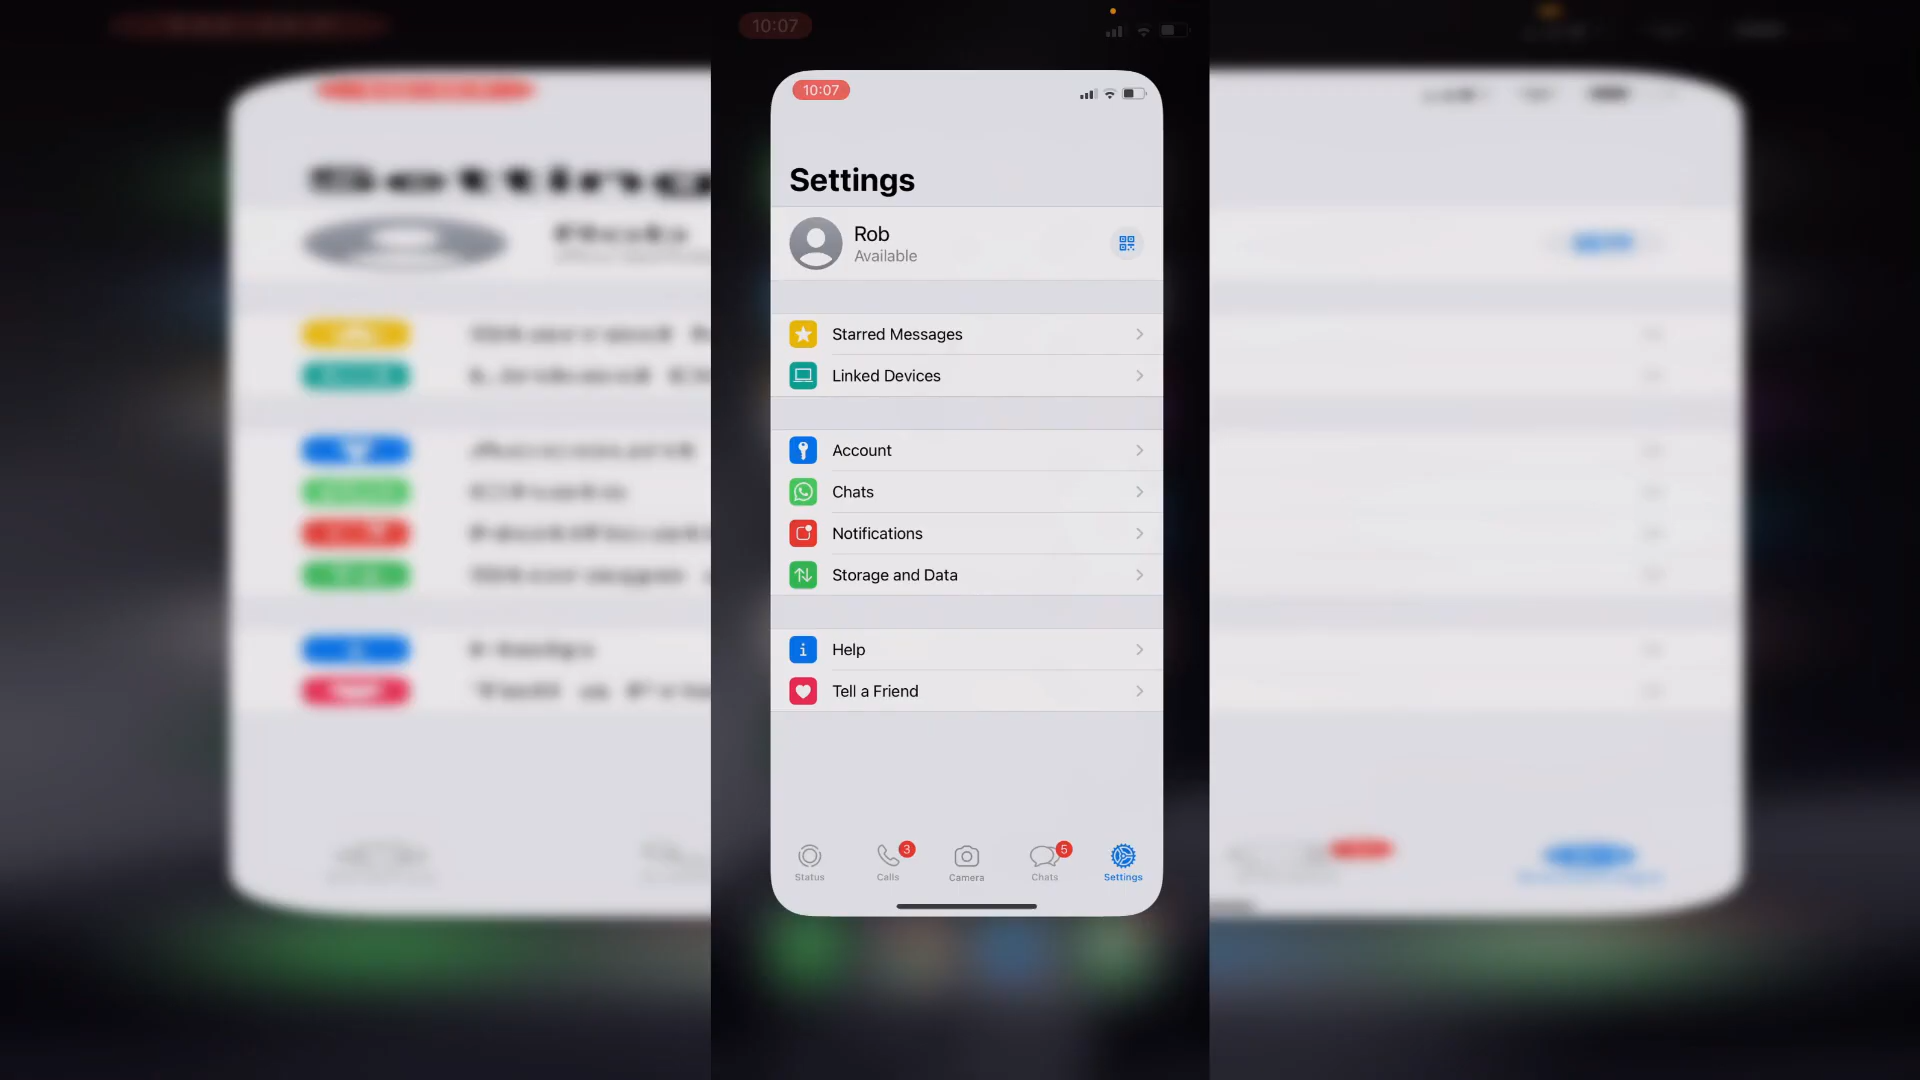 10:07
10:07
Settings
Rob
Available
Starred Messages
Linked Devices
Account
Chats
Notifications
Storage and Data
Help
Tell a Friend
3
5
Status
Calls
Camera
Chats
Settings